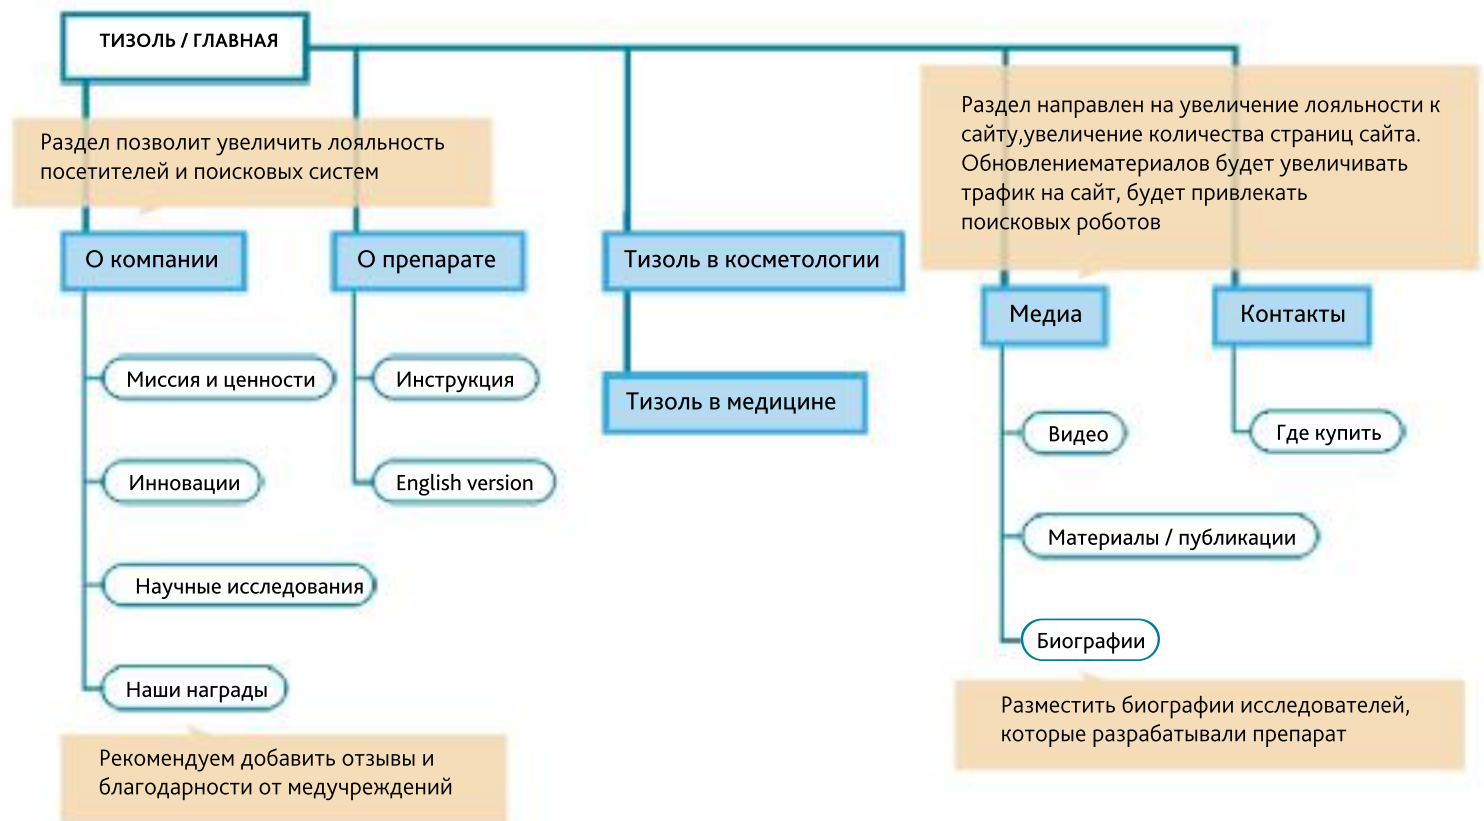 ТИЗОЛЬ / ГЛАВНАЯ
Раздел позволит увеличить лояльность
посетителей и поисковых систем
Раздел направлен на увеличение лояльности к
сайту,увеличение количества страниц сайта.
Обновлениематериалов будет увеличивать
трафик на сайт, будет привлекать
поисковых роботов
О компании
О препарате
Тизоль в косметологии
Медиа
Контакты
Миссия и ценности
Инструкция
Тизоль в медицине
Видео
Где купить
Инновации
English version
Материалы / публикации
Научные исследования
Биографии
Наши награды
Разместить биографии исследователей,
которые разрабатывали препарат
Рекомендуем добавить отзывы и
благодарности от медучреждений